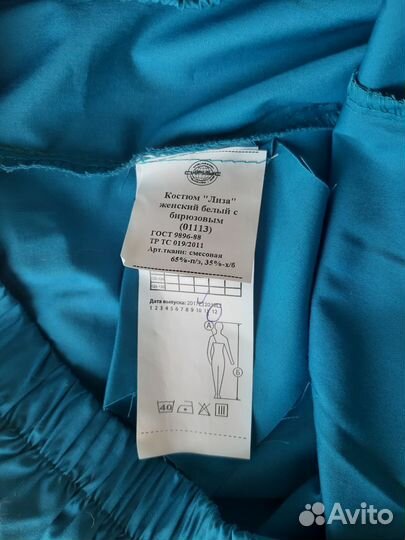 СИРИУС
Костюм "Лиза"
женский белый с
бирюзовым
(01113)
ГОСТ 9896-88
ТР ТС 019/2011
Арт.ткани: смесовая
65%-п/э, 35%-х/б
Дата выпуска:
1 2 3 4 5 6 7 8 9 10 11 12
А
Б
40
Avito